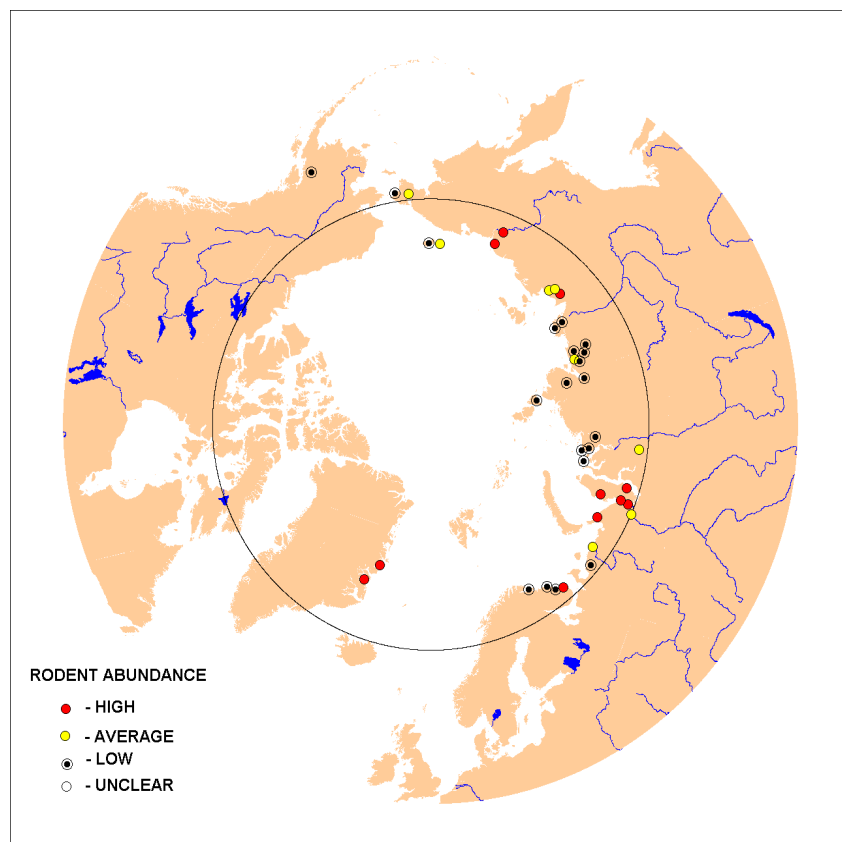 RODENT ABUNDANCE
- HIGH
- AVERAGE
- LOW
- UNCLEAR